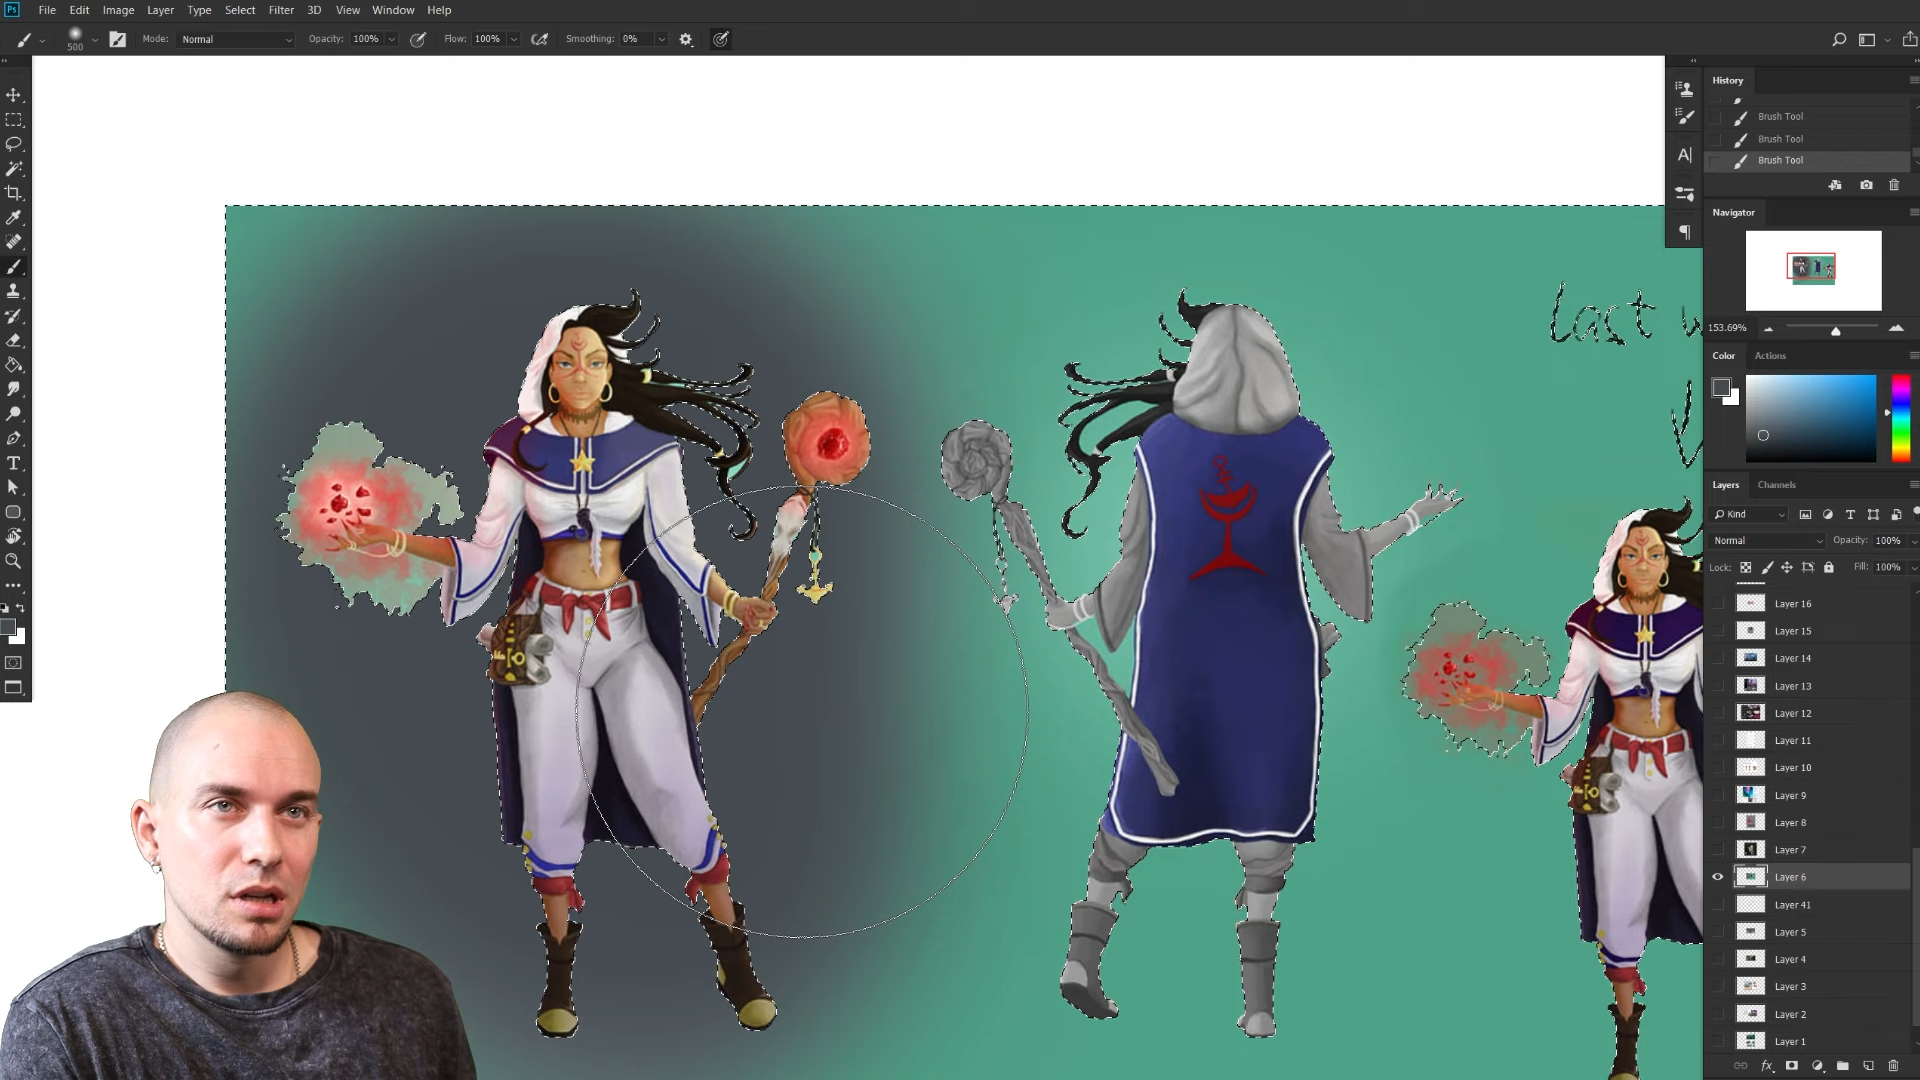 Ps File Edit Image Layer Type Select Filter 3D View Window Help
500 Mode: Normal Opacity: 100% Flow: 100% Smoothing: 0%
History
Brush Tool
Brush Tool
Brush Tool
Navigator
153.69%
Color Actions
Layers Channels
Kind
Normal Opacity: 100%
Lock: Fill: 100%
Layer 16
Layer 15
Layer 14
Layer 13
Layer 12
Layer 11
Layer 10
Layer 9
Layer 8
Layer 7
Layer 6
Layer 41
Layer 5
Layer 4
Layer 3
Layer 2
Layer 1
last